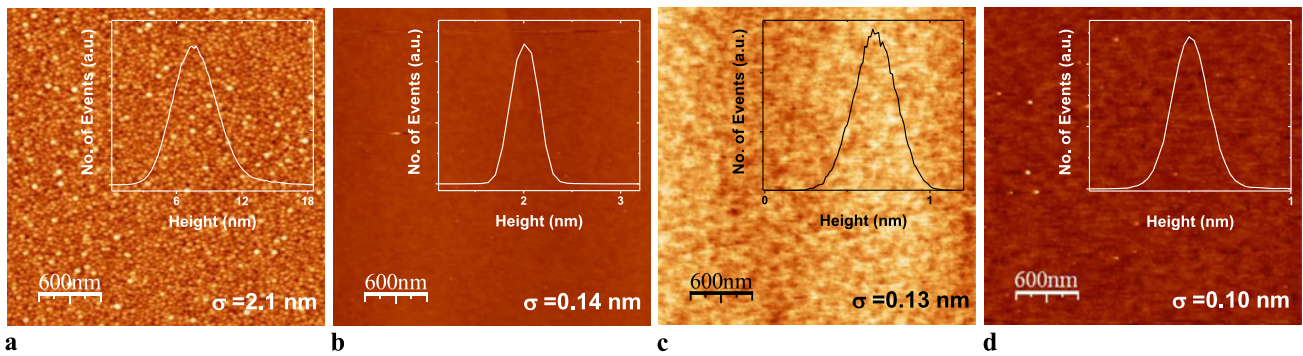 No. of Events (a.u.)
6
12
18
Height (nm)
600nm
σ =2.1 nm
a
No. of Events (a.u.)
2
3
Height (nm)
600nm
σ =0.14 nm
b
No. of Events (a.u.)
0
1
Height (nm)
600nm
σ =0.13 nm
c
No. of Events (a.u.)
1
Height (nm)
600nm
σ =0.10 nm
d